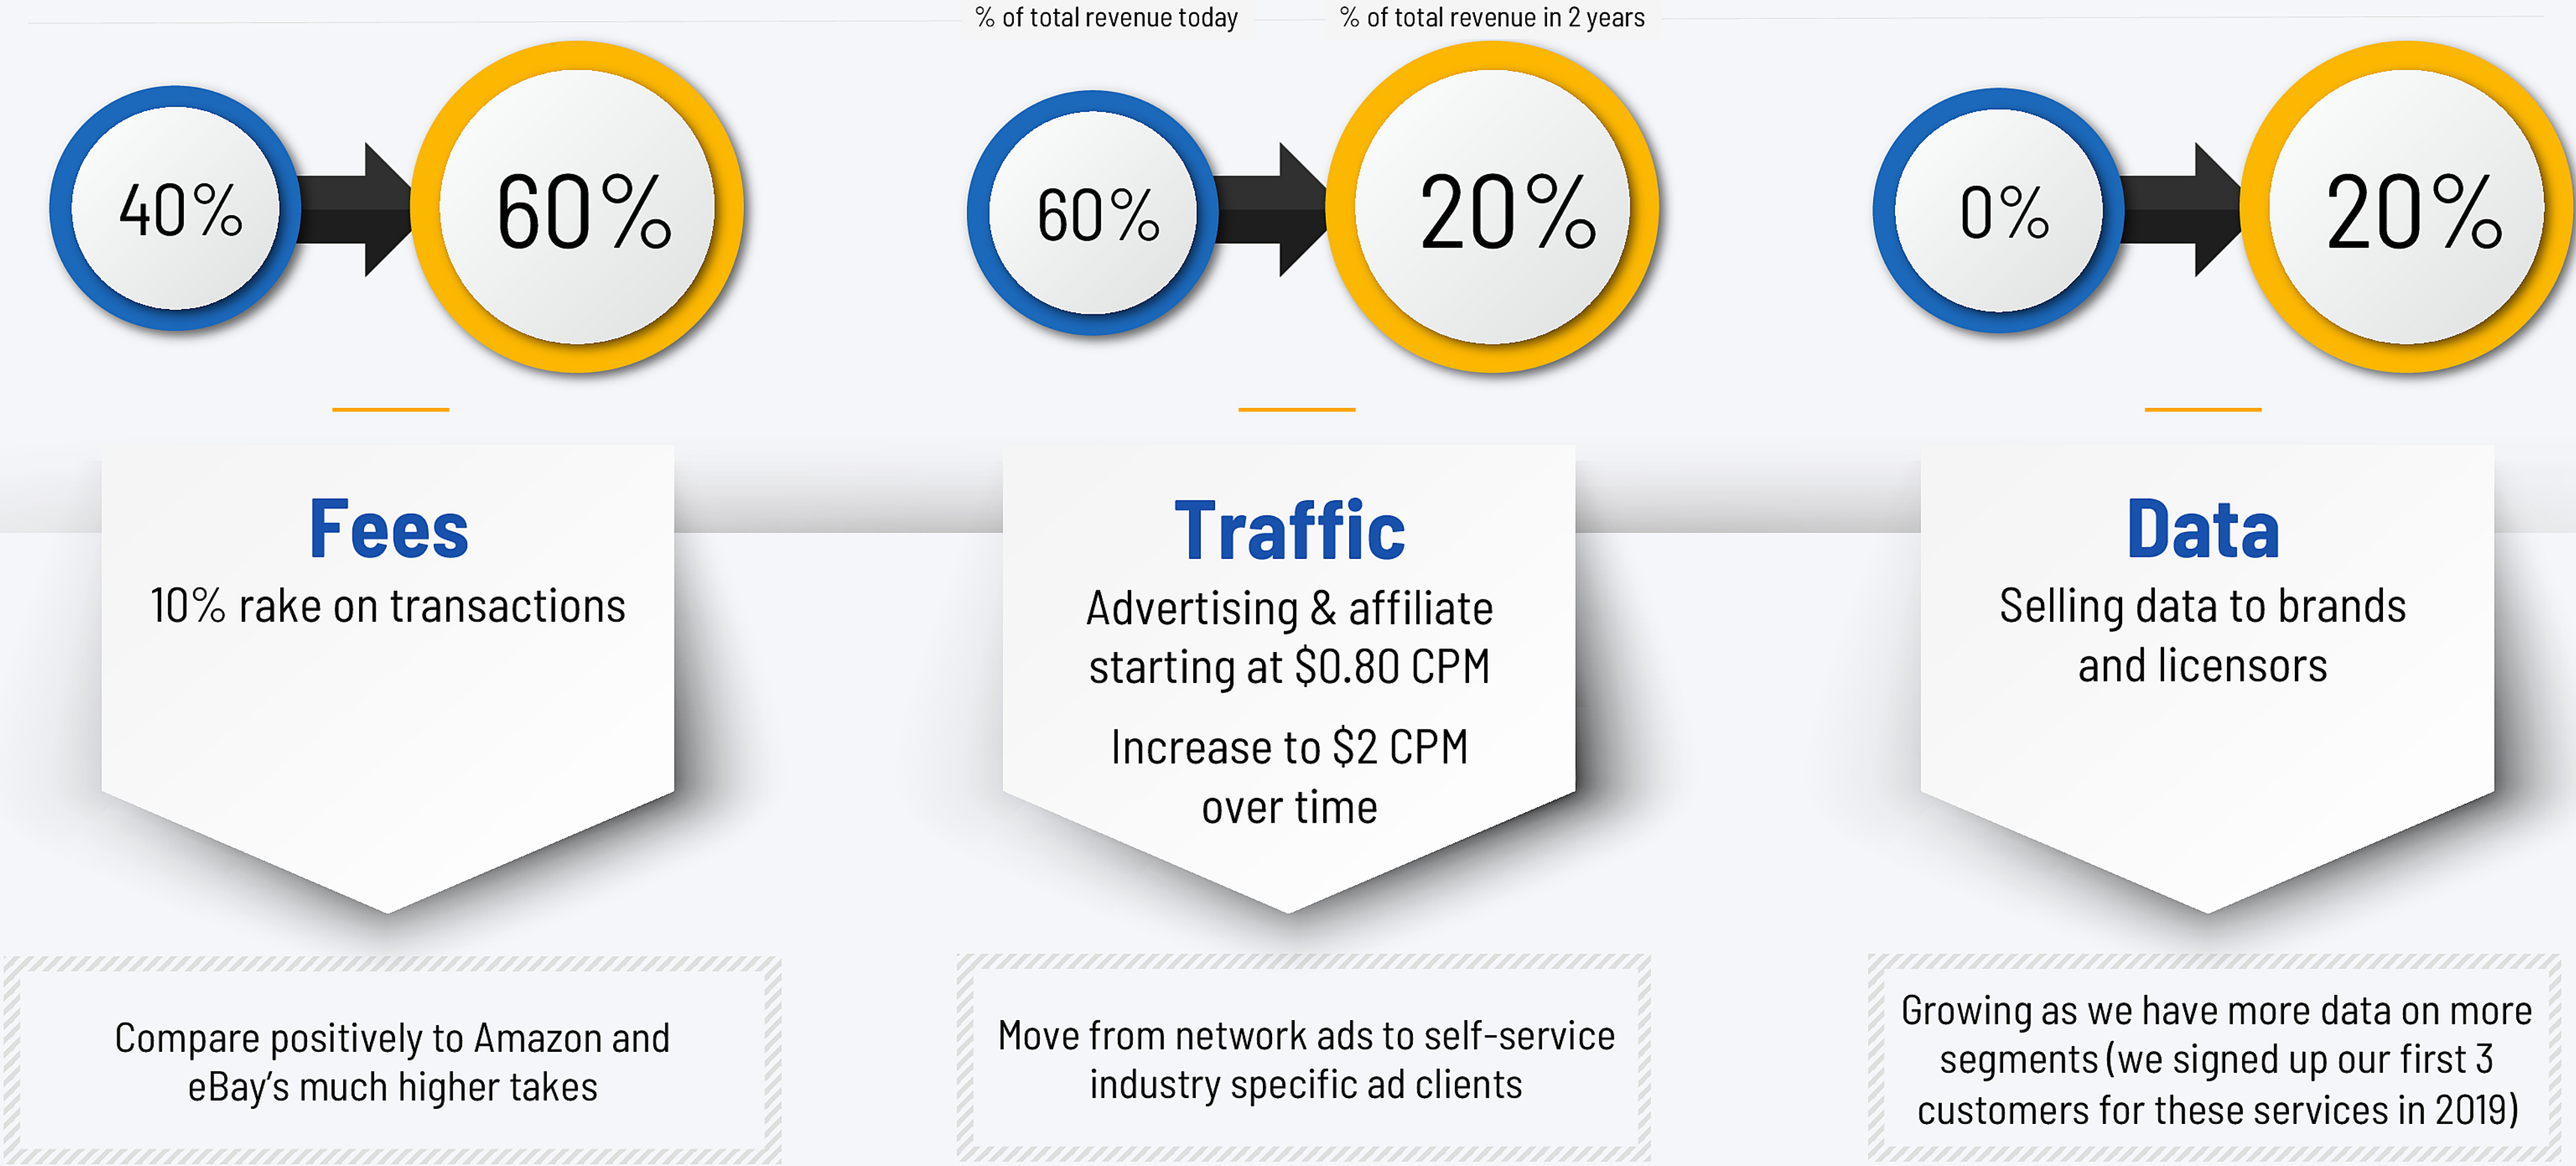 % of total revenue today
% of total revenue in 2 years
40%
60%
60%
20%
0%
20%
Fees
10% rake on transactions
Traffic
Advertising & affiliate
starting at $0.80 CPM
Increase to $2 CPM
over time
Data
Selling data to brands
and licensors
Compare positively to Amazon and
eBay’s much higher takes
Move from network ads to self-service
industry specific ad clients
Growing as we have more data on more
segments (we signed up our first 3
customers for these services in 2019)